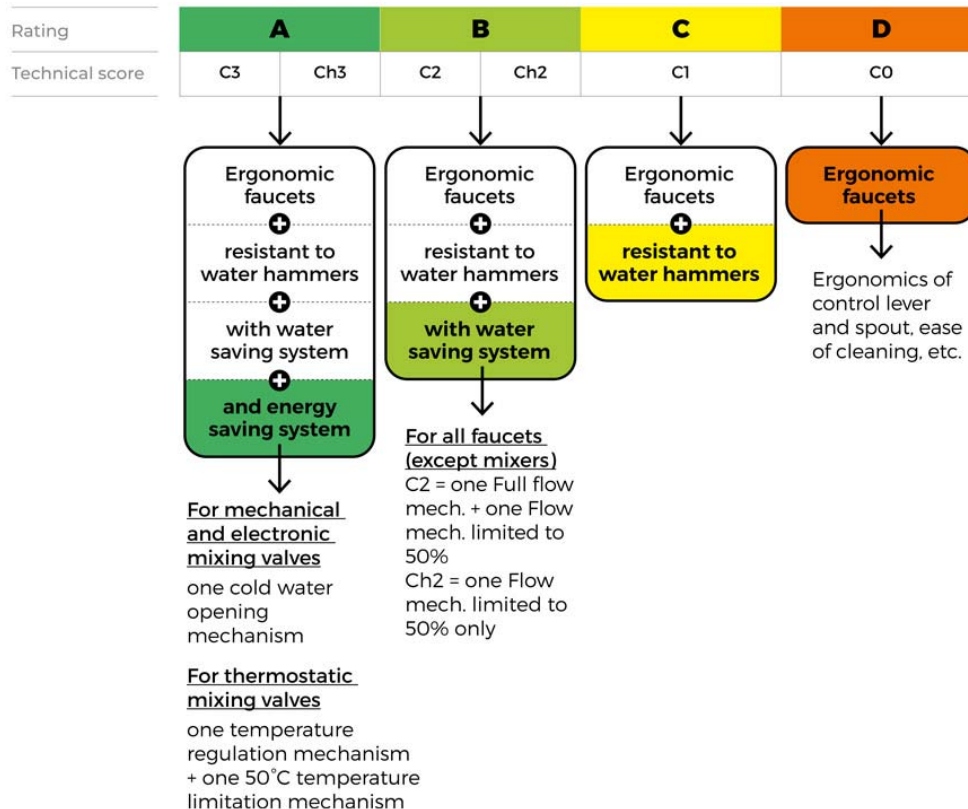 Rating A B C D
Technical score C3 Ch3 C2 Ch2 C1 C0
Ergonomic
faucets
+
resistant to
water hammers
+
with water
saving system
+
and energy
saving system
For mechanical
and electronic
mixing valves
one cold water
opening
mechanism
For thermostatic
mixing valves
one temperature
regulation mechanism
+ one 50°C temperature
limitation mechanism
Ergonomic
faucets
+
resistant to
water hammers
+
with water
saving system
For all faucets
(except mixers)
C2 = one Full flow
mech. + one Flow
mech. limited to
50%
Ch2 = one Flow
mech. limited to
50% only
Ergonomic
faucets
+
resistant to
water hammers
Ergonomic
faucets
Ergonomics of
control lever
and spout, ease
of cleaning, etc.